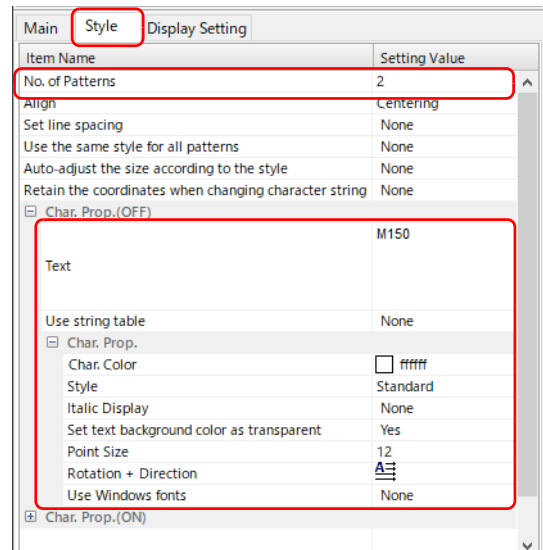 Main Style Display Setting
Item Name Setting Value
No. of Patterns 2
Align Centering
Set line spacing None
Use the same style for all patterns None
Auto-adjust the size according to the style None
Retain the coordinates when changing character string None
Char. Prop.(OFF)
Text M150
Use string table None
Char. Prop.
Char. Color ffffff
Style Standard
Italic Display None
Set text background color as transparent Yes
Point Size 12
Rotation + Direction A
Use Windows fonts None
Char. Prop.(ON)